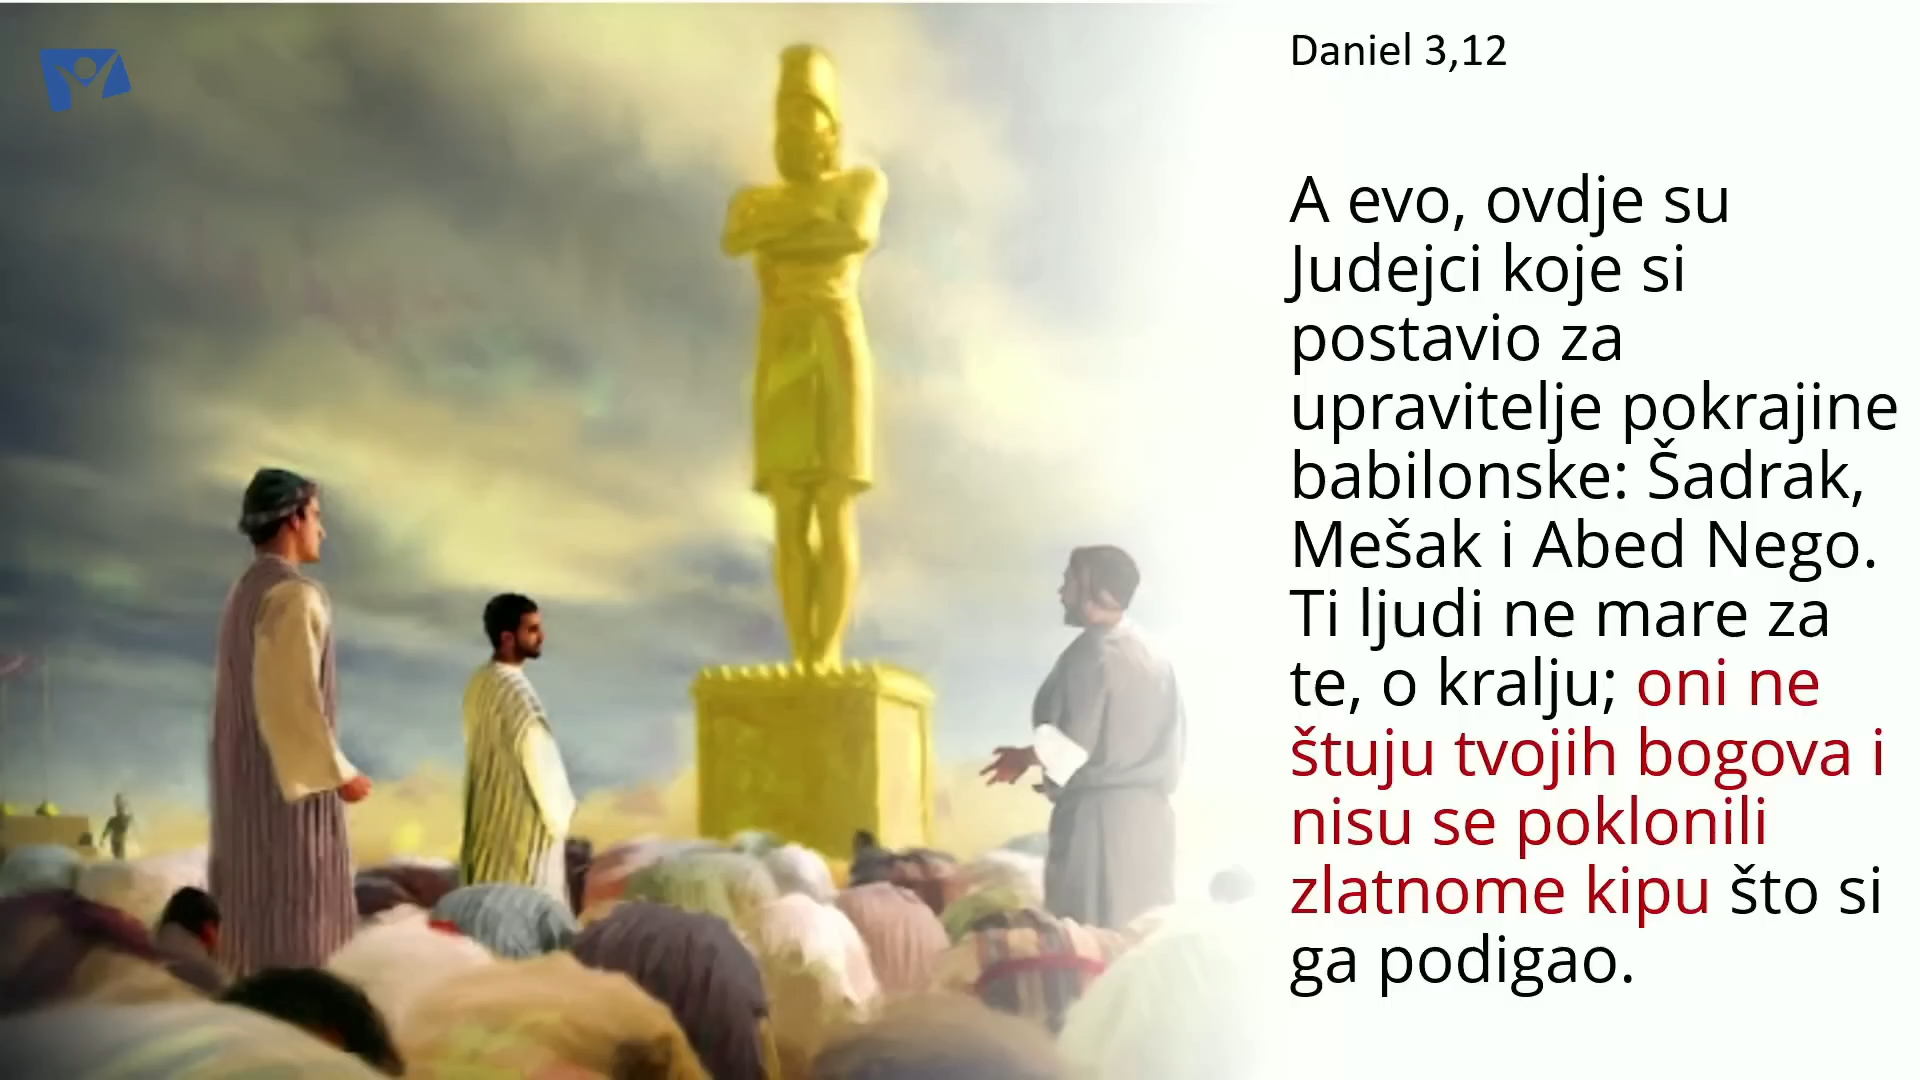 Daniel 3,12
A evo, ovdje su
Judejci koje si
postavio za
upravitelje pokrajine
babilonske: Šadrak,
Mešak i Abed Nego.
Ti ljudi ne mare za
te, o kralju; oni ne
štuju tvojih bogova i
nisu se poklonili
zlatnome kipu što si
ga podigao.